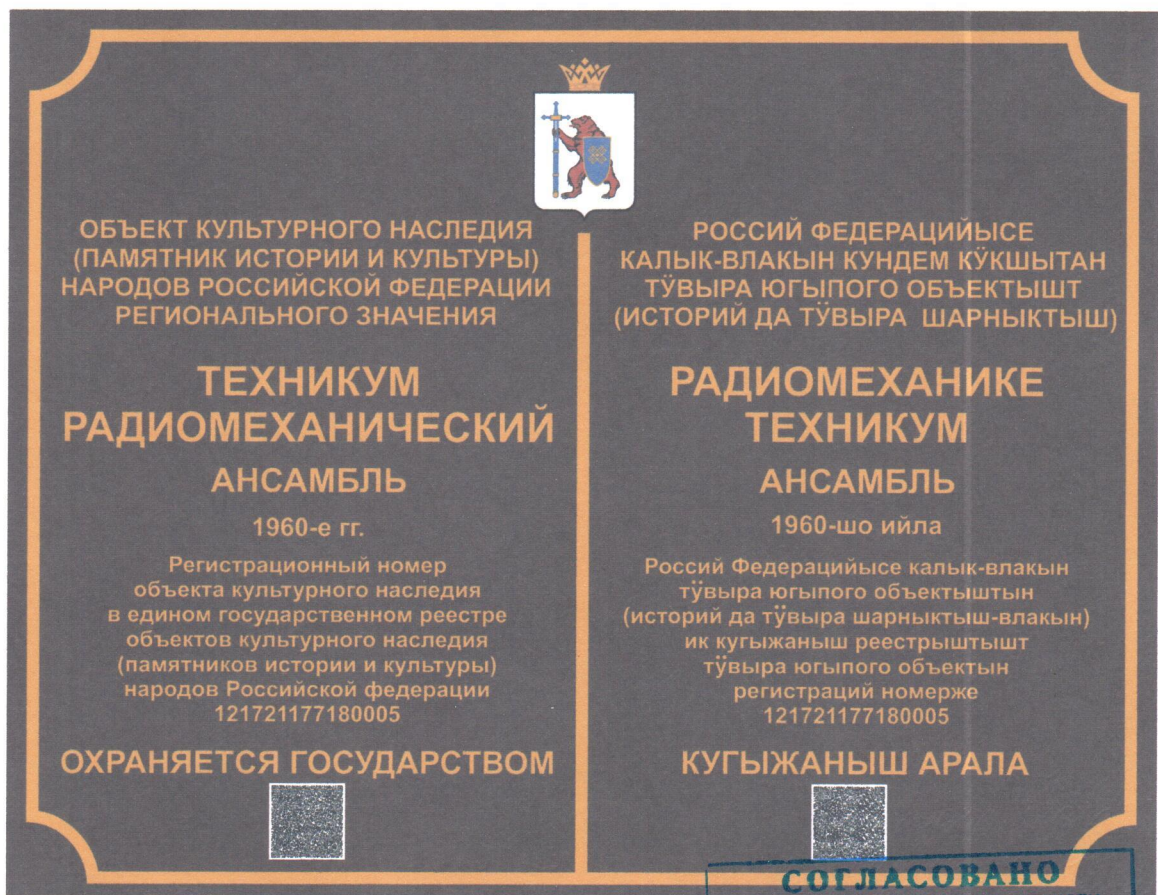 ОБЪЕКТ КУЛЬТУРНОГО НАСЛЕДИЯ
(ПАМЯТНИК ИСТОРИИ И КУЛЬТУРЫ)
НАРОДОВ РОССИЙСКОЙ ФЕДЕРАЦИИ
РЕГИОНАЛЬНОГО ЗНАЧЕНИЯ
ТЕХНИКУМ
РАДИОМЕХАНИЧЕСКИЙ
АНСАМБЛЬ
1960-е гг.
Регистрационный номер
объекта культурного наследия
в едином государственном реестре
объектов культурного наследия
(памятников истории и культуры)
народов Российской федерации
121721177180005
ОХРАНЯЕТСЯ ГОСУДАРСТВОМ
РОССИЙ ФЕДЕРАЦИЙЫСЕ
КАЛЫК-ВЛАКЫН КУНДЕМ КӰКШЫТАН
ТӰВЫРА ЮГЫПОГО ОБЪЕКТЫШТ
(ИСТОРИЙ ДА ТӰВЫРА ШАРНЫКТЫШ)
РАДИОМЕХАНИКЕ
ТЕХНИКУМ
АНСАМБЛЬ
1960-шо ийла
Россий Федерацийысе калык-влакын
тӱвыра югыпого объектыштын
(историй да тӱвыра шарныктыш-влакын)
ик кугыжаныш реестрыштышт
тӱвыра югыпого объектын
регистраций номерже
121721177180005
КУГЫЖАНЫШ АРАЛА
СОГЛАСОВАНО